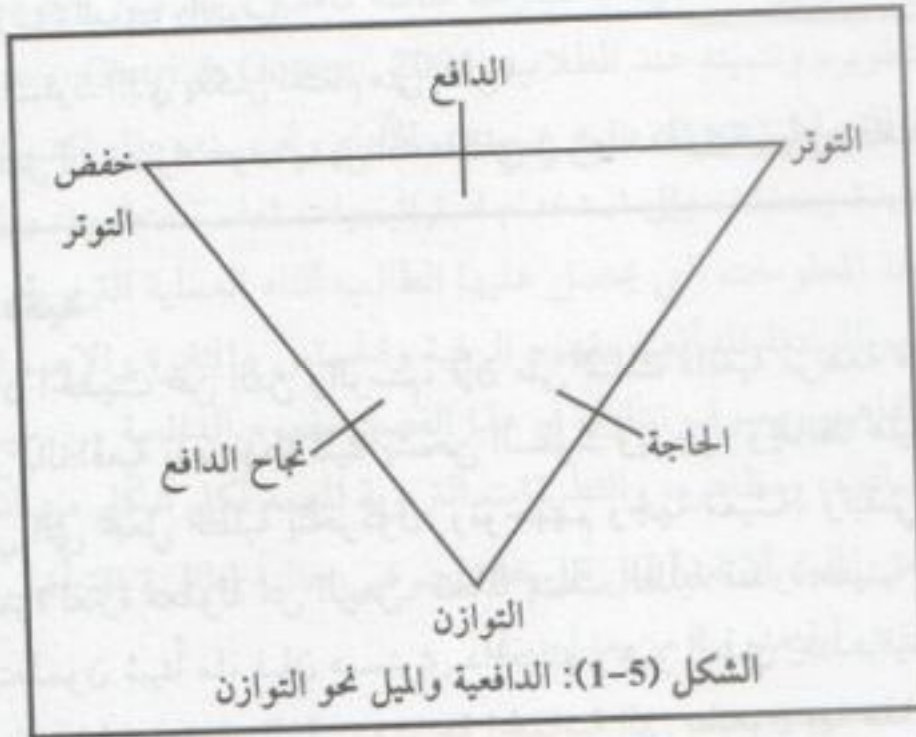 الدافع
التوتر
خفض
التوتر
الحاجة
نجاح الدافع
التوازن
الشكل (5-1): الدافعية والميل نحو التوازن